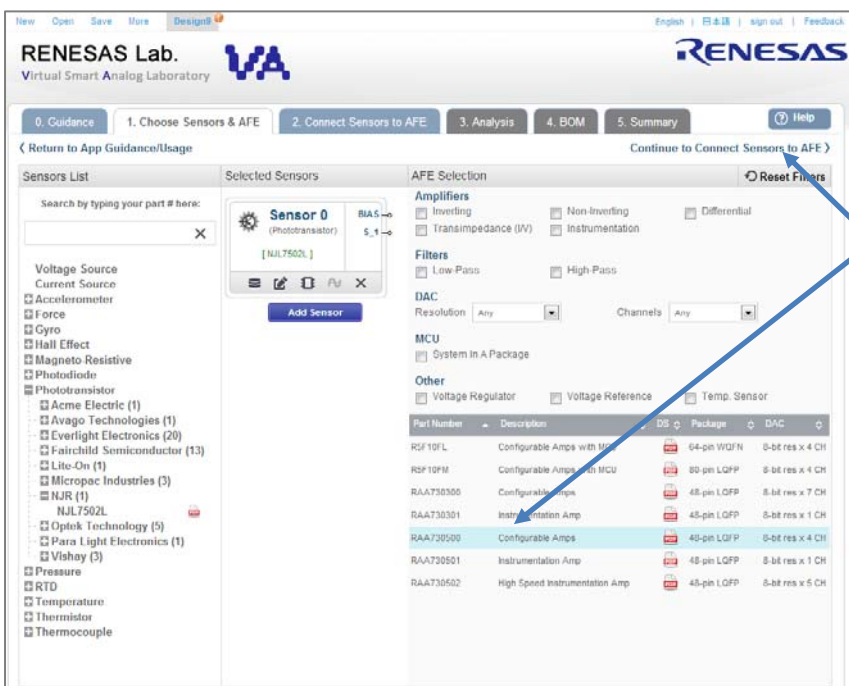 New Open Save More Design9
English | 日本語 | sign out | Feedback
RENESAS Lab.
Virtual Smart Analog Laboratory
VA
RENESAS
0. Guidance
1. Choose Sensors & AFE
2. Connect Sensors to AFE
3. Analysis
4. BOM
5. Summary
? Help
Return to App Guidance/Usage
Continue to Connect Sensors to AFE
Sensors List
Search by typing your part # here:
Voltage Source
Current Source
Accelerometer
Force
Gyro
Hall Effect
Magneto Resistive
Photodiode
Phototransistor
Acme Electric (1)
Avago Technologies (1)
Everlight Electronics (20)
Fairchild Semiconductor (13)
Lite-On (1)
Micropac Industries (3)
NJR (1)
NJL7502L
Optek Technology (5)
Para Light Electronics (1)
Vishay (3)
Pressure
RTD
Temperature
Thermistor
Thermocouple
Selected Sensors
Sensor 0
(Phototransistor)
[ NJL7502L ]
BIAS
S_1
Add Sensor
AFE Selection
Reset Filters
Amplifiers
Inverting Non-Inverting Differential
Transimpedance (I/V) Instrumentation
Filters
Low-Pass High-Pass
DAC
Resolution Any Channels Any
MCU
System In A Package
Other
Voltage Regulator Voltage Reference Temp. Sensor
Part Number Description DS Package DAC
R5F10FL Configurable Amps with MCU 64-pin WQFN 8-bit res x 4 CH
R5F10FM Configurable Amps with MCU 80-pin LQFP 8-bit res x 4 CH
RAA730300 Configurable Amps 48-pin LQFP 8-bit res x 7 CH
RAA730301 Instrumentation Amp 48-pin LQFP 8-bit res x 1 CH
RAA730500 Configurable Amps 48-pin LQFP 8-bit res x 4 CH
RAA730501 Instrumentation Amp 48-pin LQFP 8-bit res x 1 CH
RAA730502 High Speed Instrumentation Amp 48-pin LQFP 8-bit res x 5 CH